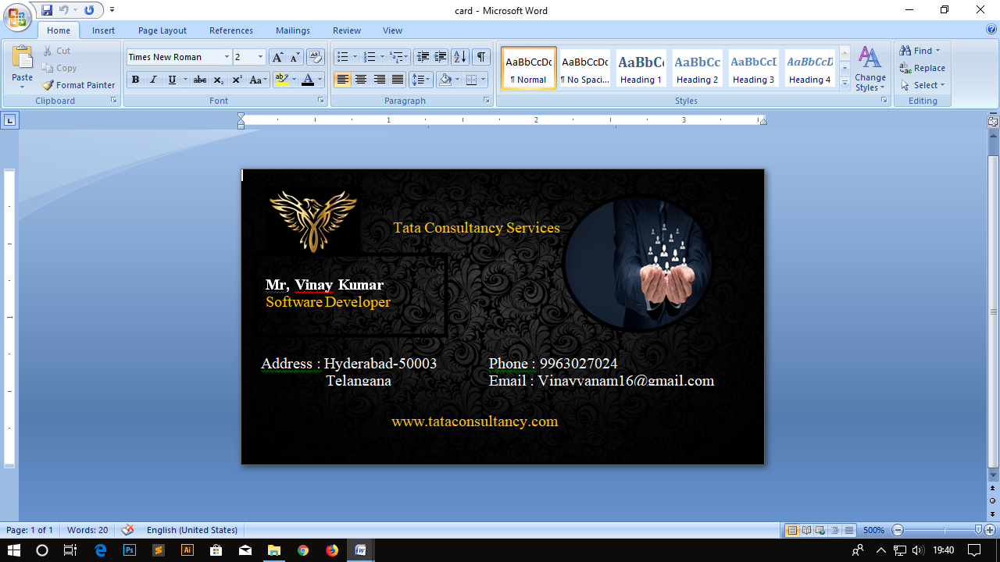 card - Microsoft Word
Home Insert Page Layout References Mailings Review View
Paste
Cut
Copy
Format Painter
Clipboard
Times New Roman 2
B I U abc x₂ x² Aa
Font
Paragraph
AaBbCcDc AaBbCcDc AaBbC AaBbCc AaBbCcI AaBbCcD
¶ Normal ¶ No Spaci... Heading 1 Heading 2 Heading 3 Heading 4
Change
Styles
Styles
Find
Replace
Select
Editing
1 2 3
1
Tata Consultancy Services
Mr, Vinay Kumar
Software Developer
Address : Hyderabad-50003
Telangana
Phone : 9963027024
Email : Vinayvanam16@gmail.com
www.tataconsultancy.com
Page: 1 of 1 Words: 20 English (United States) 500%
Ps Ai W 19:40